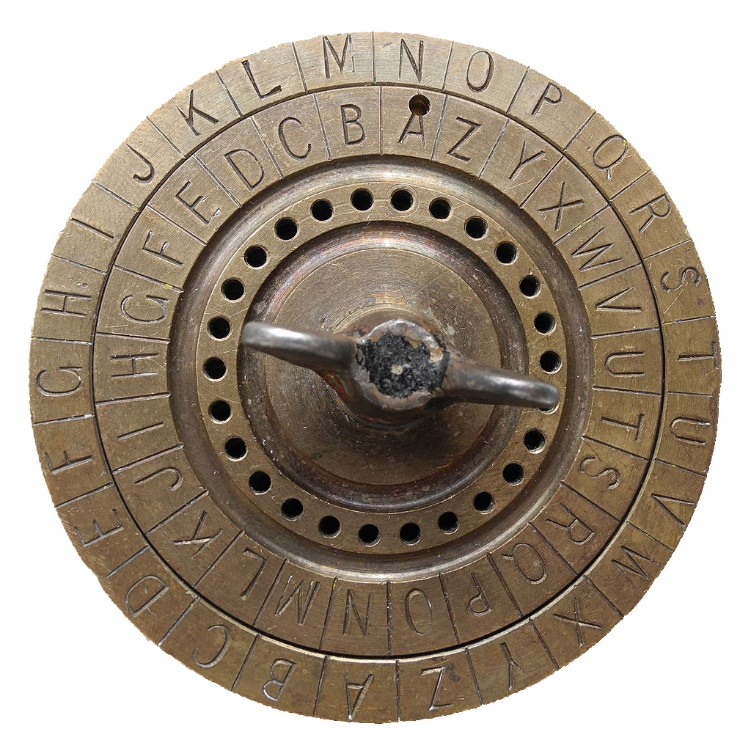 A B C D E F G H I J K L M N O P Q R S T U V W X Y Z
A Z Y X W V U T S R Q P O N M L K J I H G F E D C B